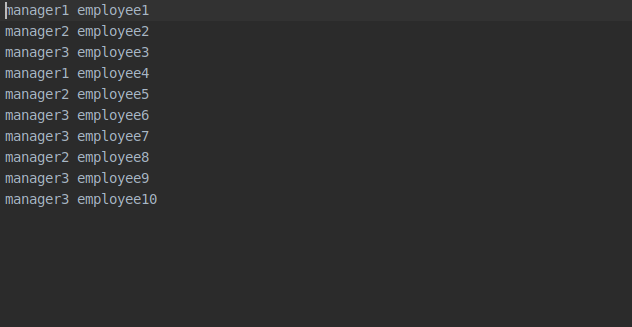 manager1 employee1
manager2 employee2
manager3 employee3
manager1 employee4
manager2 employee5
manager3 employee6
manager3 employee7
manager2 employee8
manager3 employee9
manager3 employee10